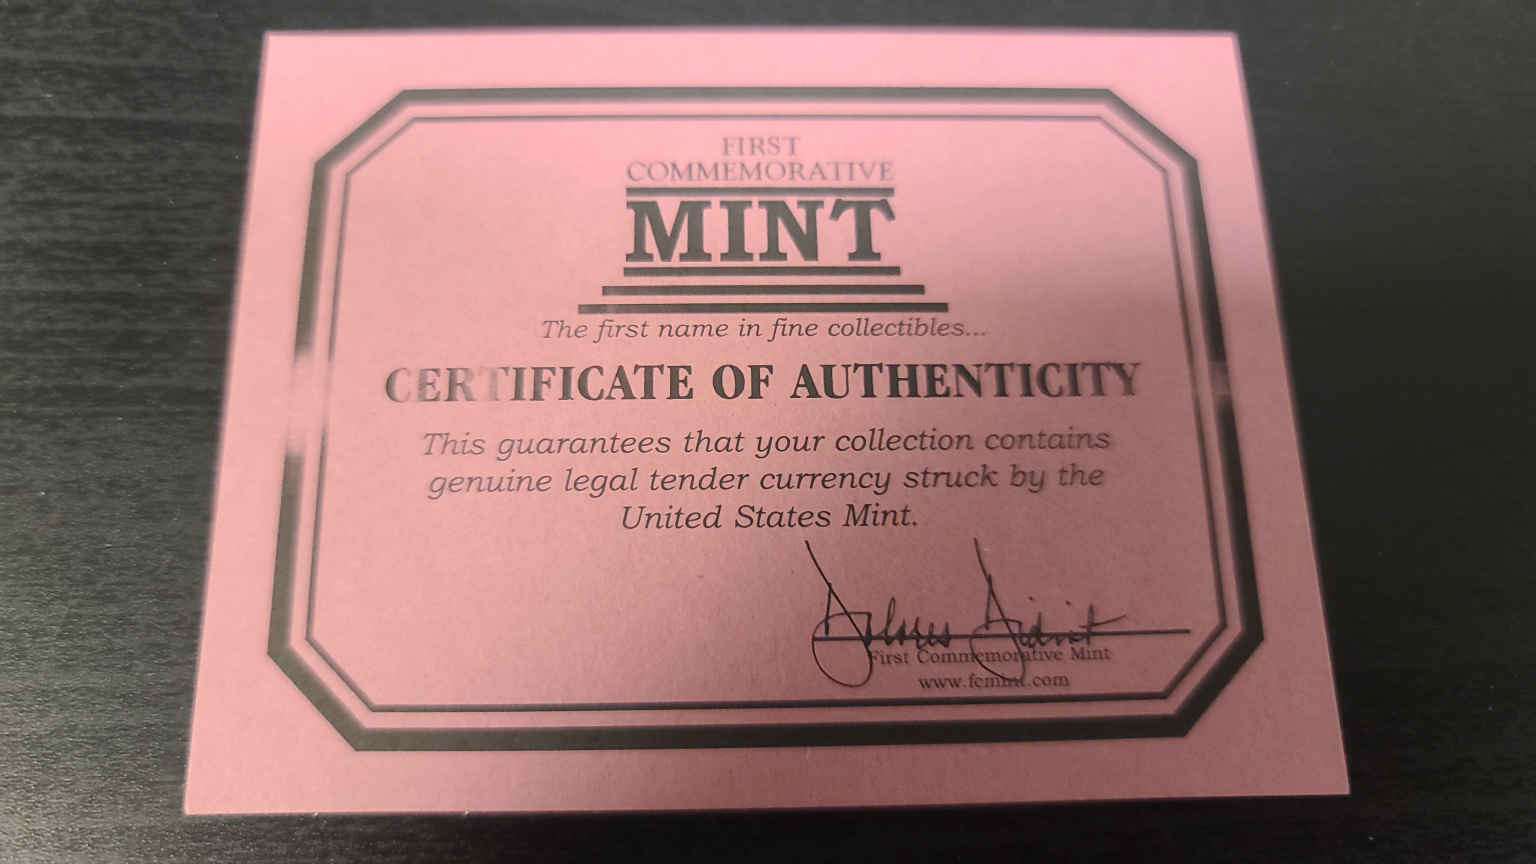 FIRST
COMMEMORATIVE
MINT
The first name in fine collectibles...
CERTIFICATE OF AUTHENTICITY
This guarantees that your collection contains
genuine legal tender currency struck by the
United States Mint.
First Commemorative Mint
www.fcmint.com